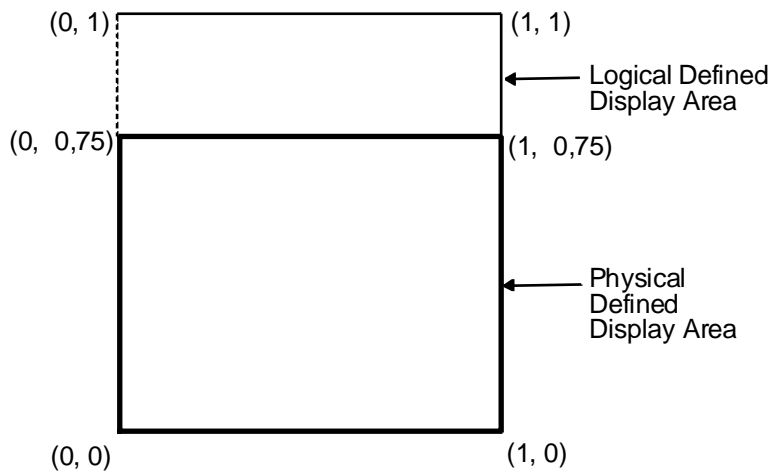 (0, 1)
(1, 1)
Logical Defined
Display Area
(0, 0,75)
(1, 0,75)
Physical
Defined
Display Area
(0, 0)
(1, 0)